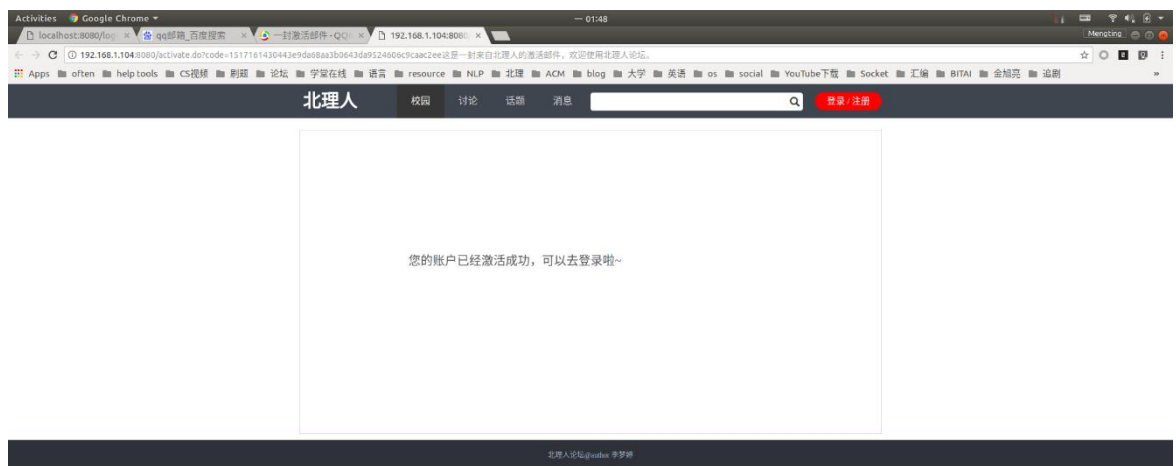 Activities Google Chrome 01:48
localhost:8080/log qq邮箱_百度搜索 一封激活邮件 - QQ 192.168.1.104:8080 Mengting
192.168.1.104:8080/activate.do?code=1517161430443e9da68aa3b0643da9524606c9caac2ee这是一封来自北理人的激活邮件，欢迎使用北理人论坛。
Apps often help tools CS视频 刷题 论坛 学堂在线 语言 resource NLP 北理 ACM blog 大学 英语 os social YouTube下载 Socket 汇编 BITAI 金旭亮 追剧 »
北理人 校园 讨论 话题 消息 登录 / 注册
您的账户已经激活成功，可以去登录啦~
北理人论坛@author 李梦婷